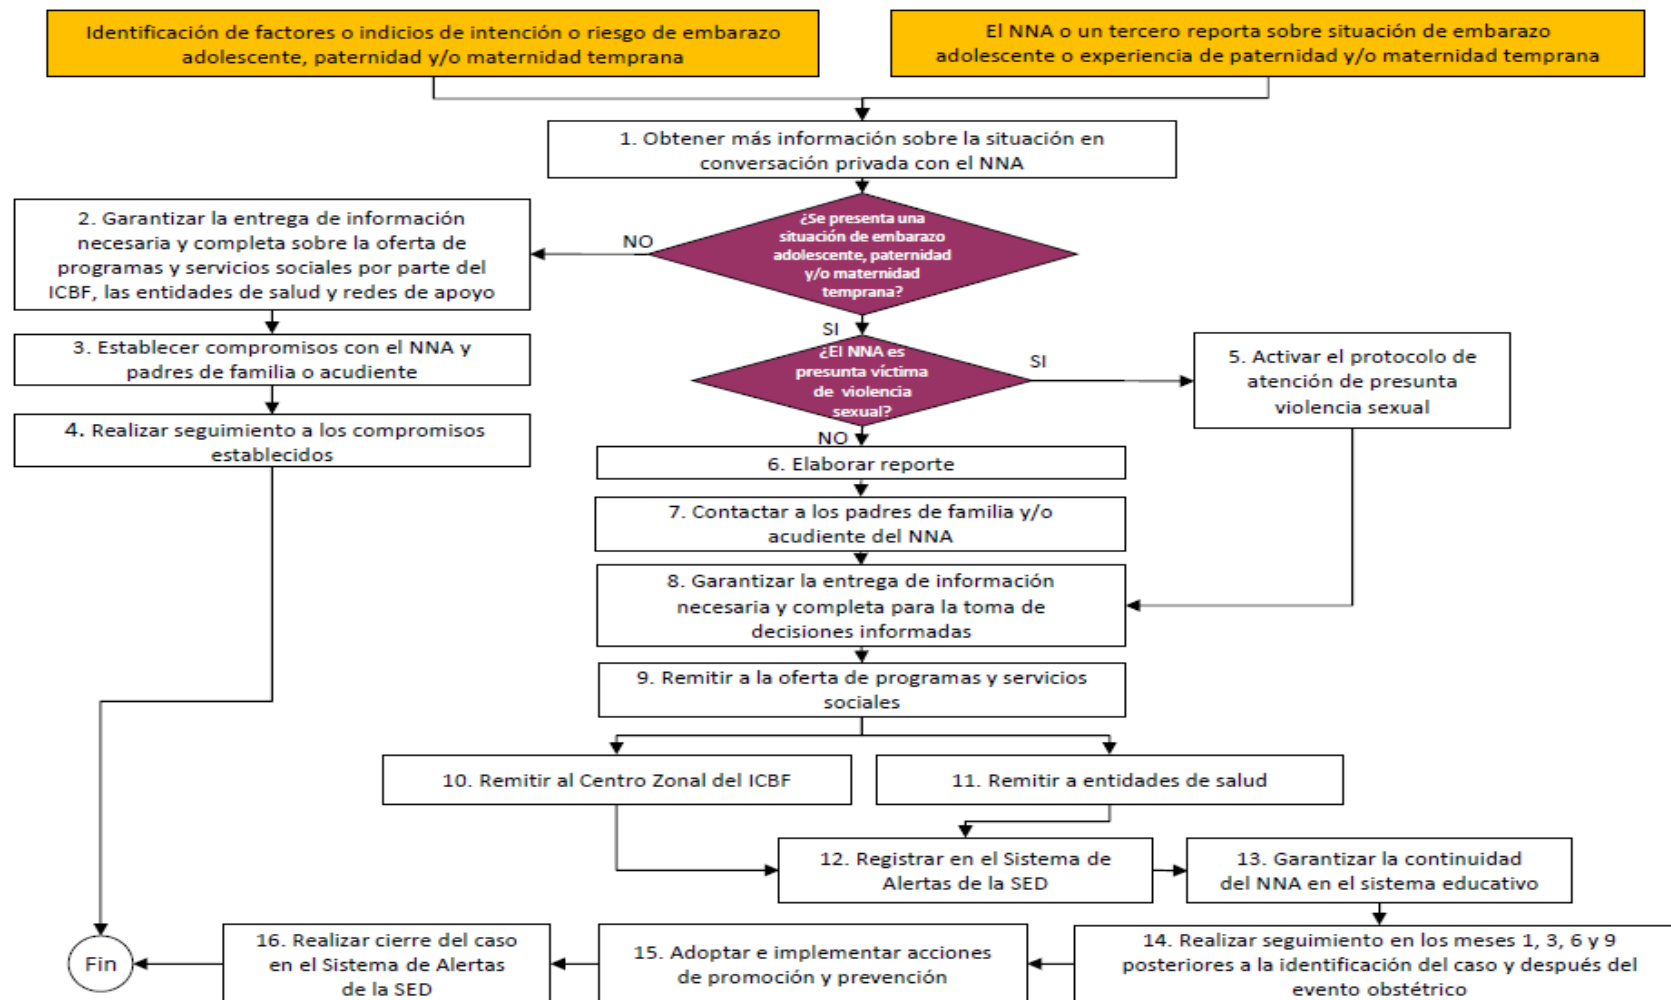 Identificación de factores o indicios de intención o riesgo de embarazo
adolescente, paternidad y/o maternidad temprana
El NNA o un tercero reporta sobre situación de embarazo
adolescente o experiencia de paternidad y/o maternidad temprana
1. Obtener más información sobre la situación en
conversación privada con el NNA
¿Se presenta una
situación de embarazo
adolescente, paternidad
y/o maternidad
temprana?
NO
SI
2. Garantizar la entrega de información
necesaria y completa sobre la oferta de
programas y servicios sociales por parte del
ICBF, las entidades de salud y redes de apoyo
3. Establecer compromisos con el NNA y
padres de familia o acudiente
4. Realizar seguimiento a los compromisos
establecidos
¿El NNA es
presunta víctima
de violencia
sexual?
SI
NO
5. Activar el protocolo de
atención de presunta
violencia sexual
6. Elaborar reporte
7. Contactar a los padres de familia y/o
acudiente del NNA
8. Garantizar la entrega de información
necesaria y completa para la toma de
decisiones informadas
9. Remitir a la oferta de programas y servicios
sociales
10. Remitir al Centro Zonal del ICBF
11. Remitir a entidades de salud
12. Registrar en el Sistema de
Alertas de la SED
13. Garantizar la continuidad
del NNA en el sistema educativo
14. Realizar seguimiento en los meses 1, 3, 6 y 9
posteriores a la identificación del caso y después del
evento obstétrico
15. Adoptar e implementar acciones
de promoción y prevención
16. Realizar cierre del caso
en el Sistema de Alertas
de la SED
Fin